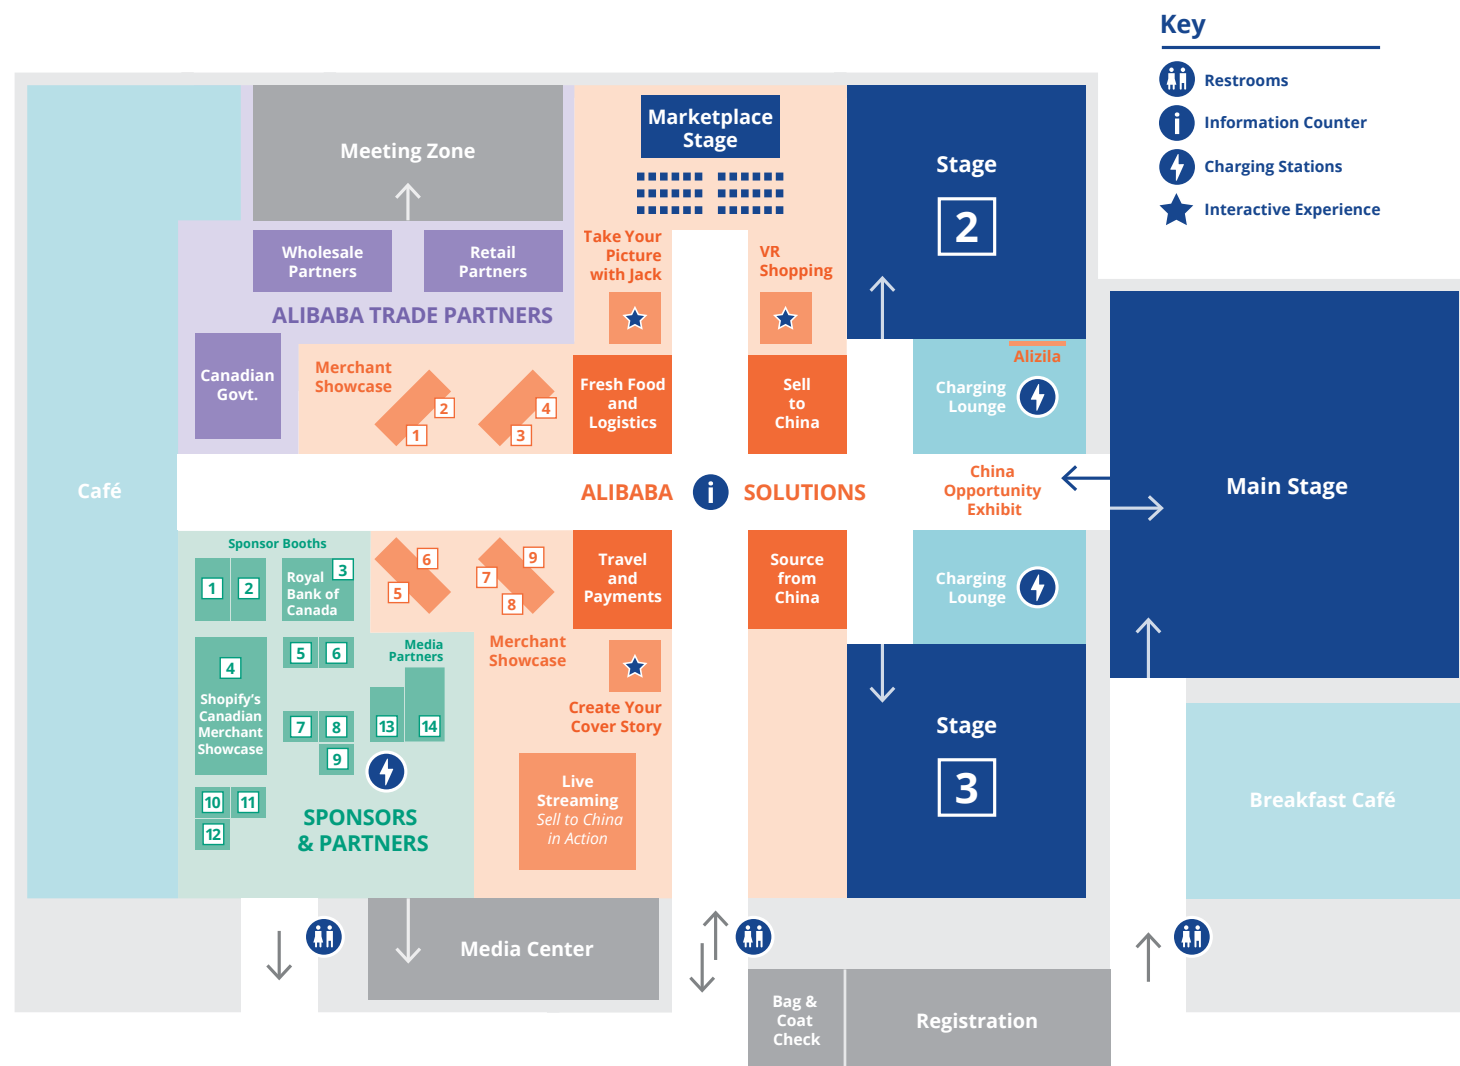 Key
Restrooms
Information Counter
Charging Stations
Interactive Experience
Marketplace
Stage
Meeting Zone
Stage
2
Wholesale
Partners
Retail
Partners
ALIBABA TRADE PARTNERS
Take Your
Picture
with Jack
VR
Shopping
Canadian
Govt.
Merchant
Showcase
1
2
3
4
Fresh Food
and
Logistics
Sell
to
China
Alizila
Charging
Lounge
Café
ALIBABA
i
SOLUTIONS
China
Opportunity
Exhibit
Main Stage
Sponsor Booths
1
2
3
Royal
Bank of
Canada
6
5
9
7
8
Travel
and
Payments
Source
from
China
Charging
Lounge
4
Shopify's
Canadian
Merchant
Showcase
5
6
Media
Partners
Merchant
Showcase
7
8
9
13
14
Create Your
Cover Story
Stage
3
10
11
12
SPONSORS
& PARTNERS
Live
Streaming
Sell to China
in Action
Breakfast Café
Media Center
Bag &
Coat
Check
Registration